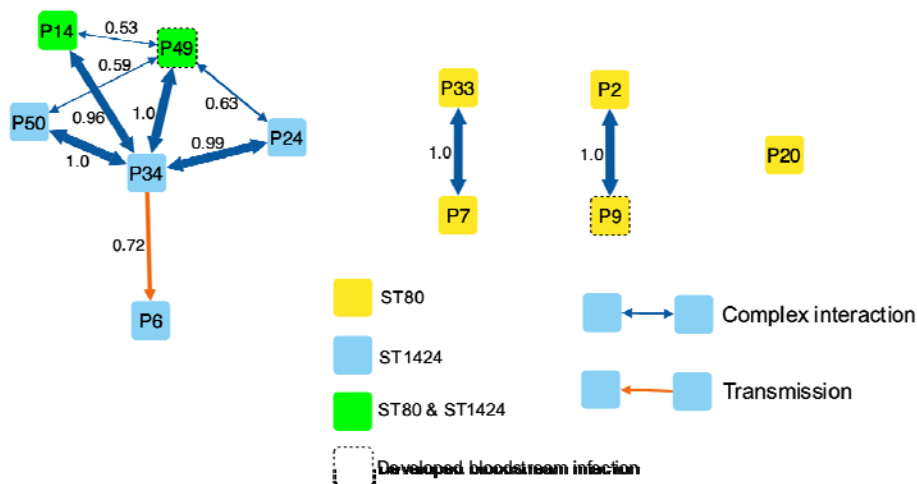 P14
0.53
P49
0.59
P50
0.96
1.0
0.63
P24
1.0
0.99
P34
0.72
P6
P33
1.0
P7
P2
1.0
P9
P20
ST80
ST1424
ST80 & ST1424
Developed bloodstream infection
Complex interaction
Transmission